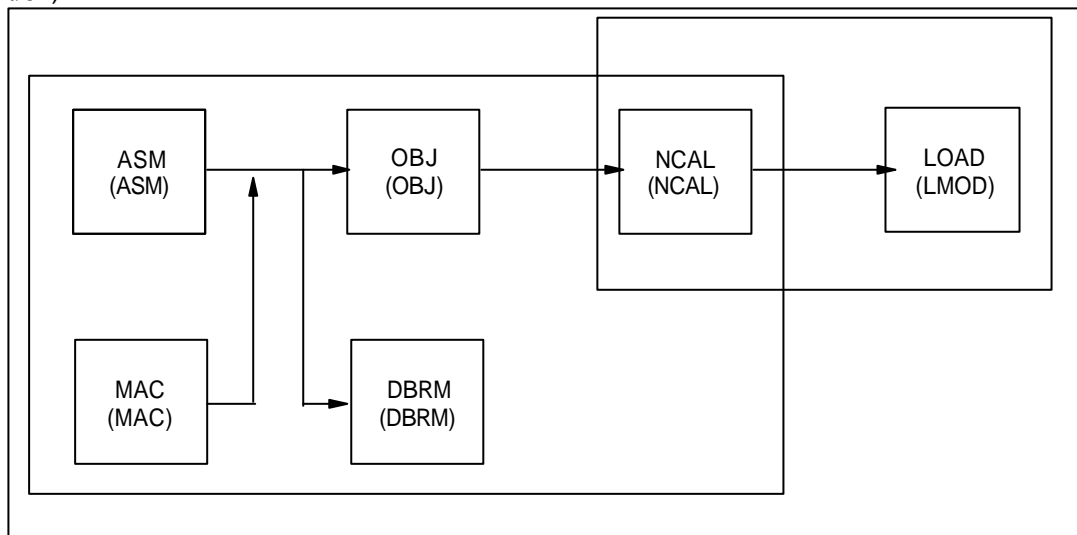 ASM
(ASM)
OBJ
(OBJ)
NCAL
(NCAL)
LOAD
(LMOD)
MAC
(MAC)
DBRM
(DBRM)